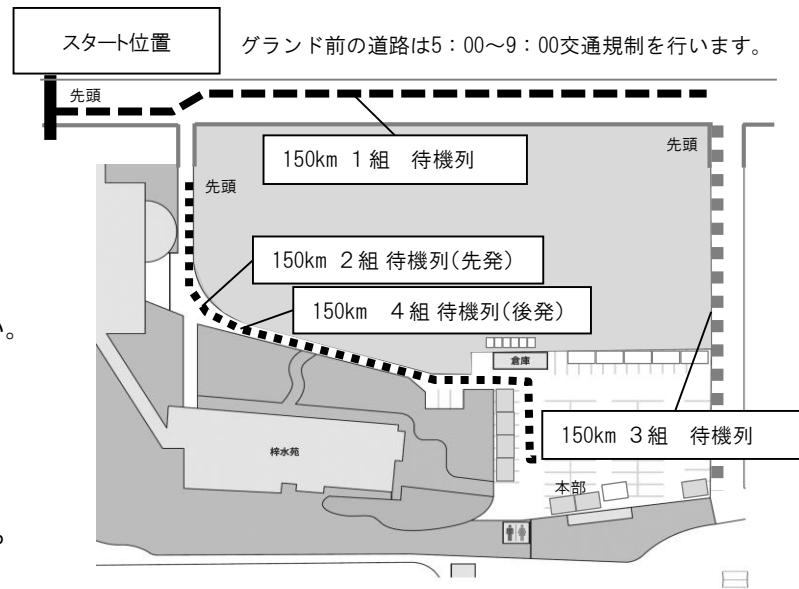 スタート位置
グランド前の道路は5：00～9：00交通規制を行います。
先頭
150km １組　待機列
先頭
先頭
150km ２組 待機列(先発)
150km　４組 待機列(後発)
い。
倉庫
150km ３組　待機列
梓水苑
本部